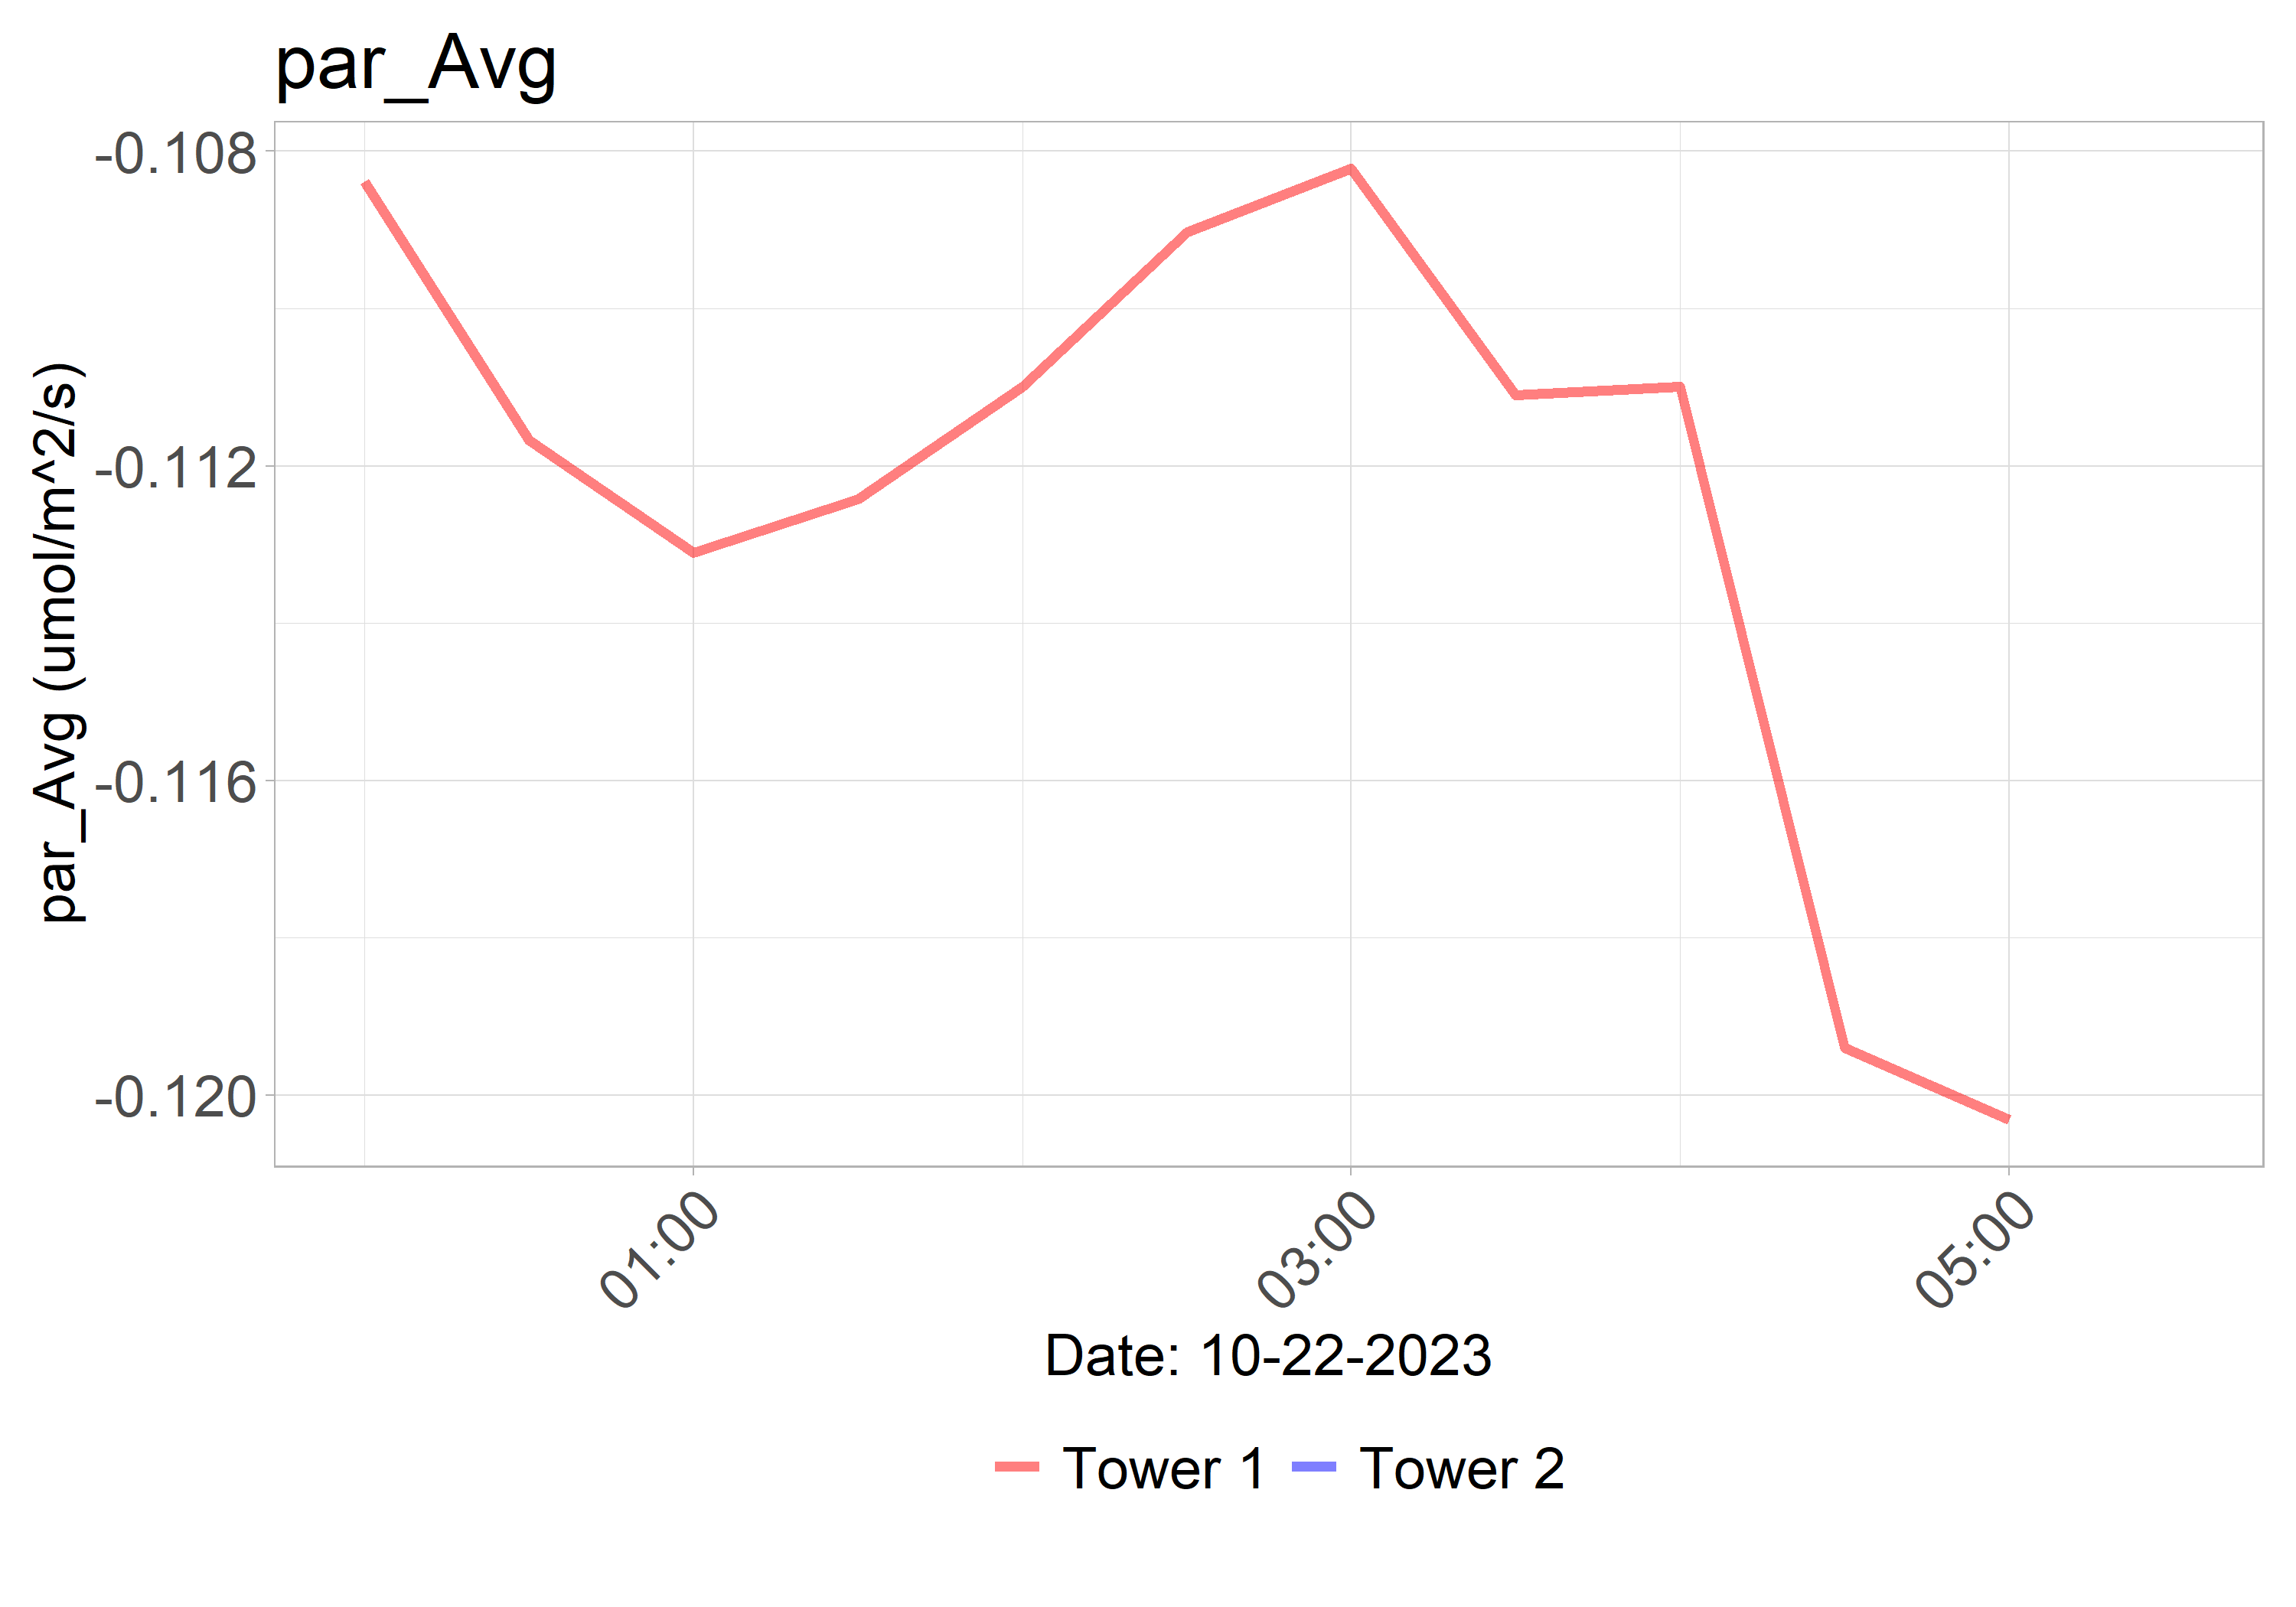 par_Avg
-0.108
-0.112
-0.116
-0.120
par_Avg (umol/m^2/s)
01:00 03:00 05:00
Date: 10-22-2023
Tower 1 Tower 2